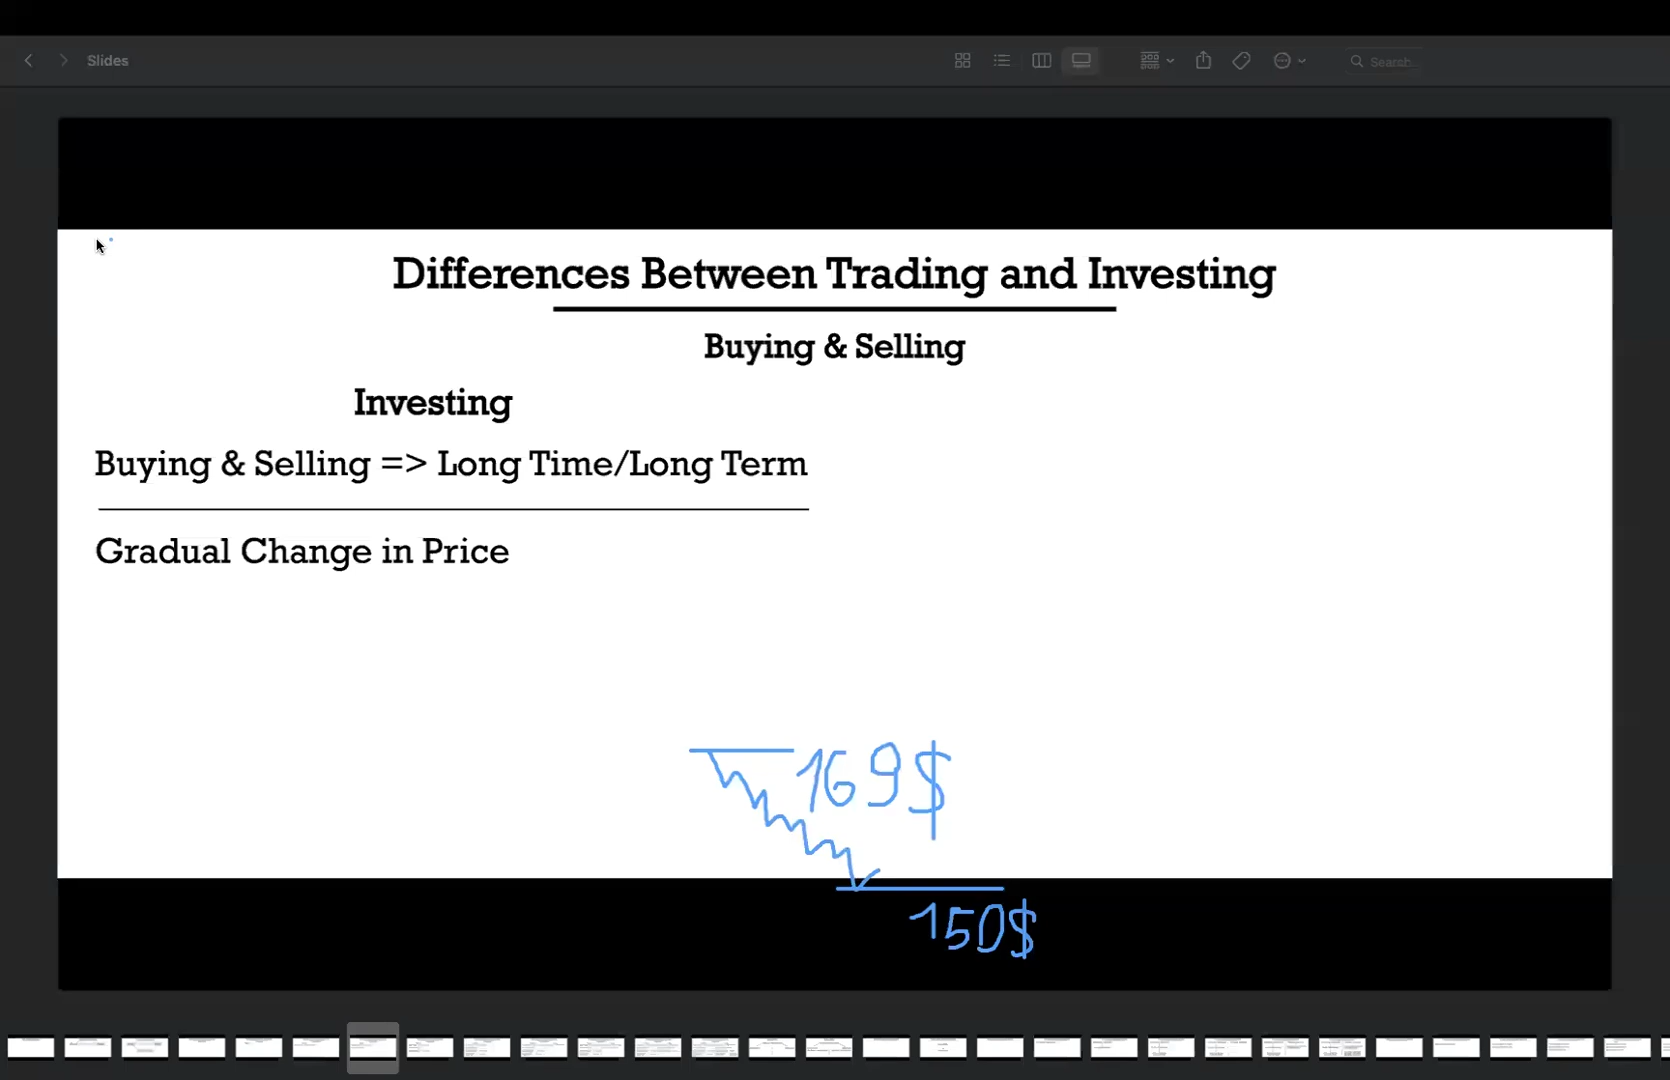 Slides
Search
Differences Between Trading and Investing
Buying & Selling
Investing
Buying & Selling => Long Time/Long Term
Gradual Change in Price
169$
150$